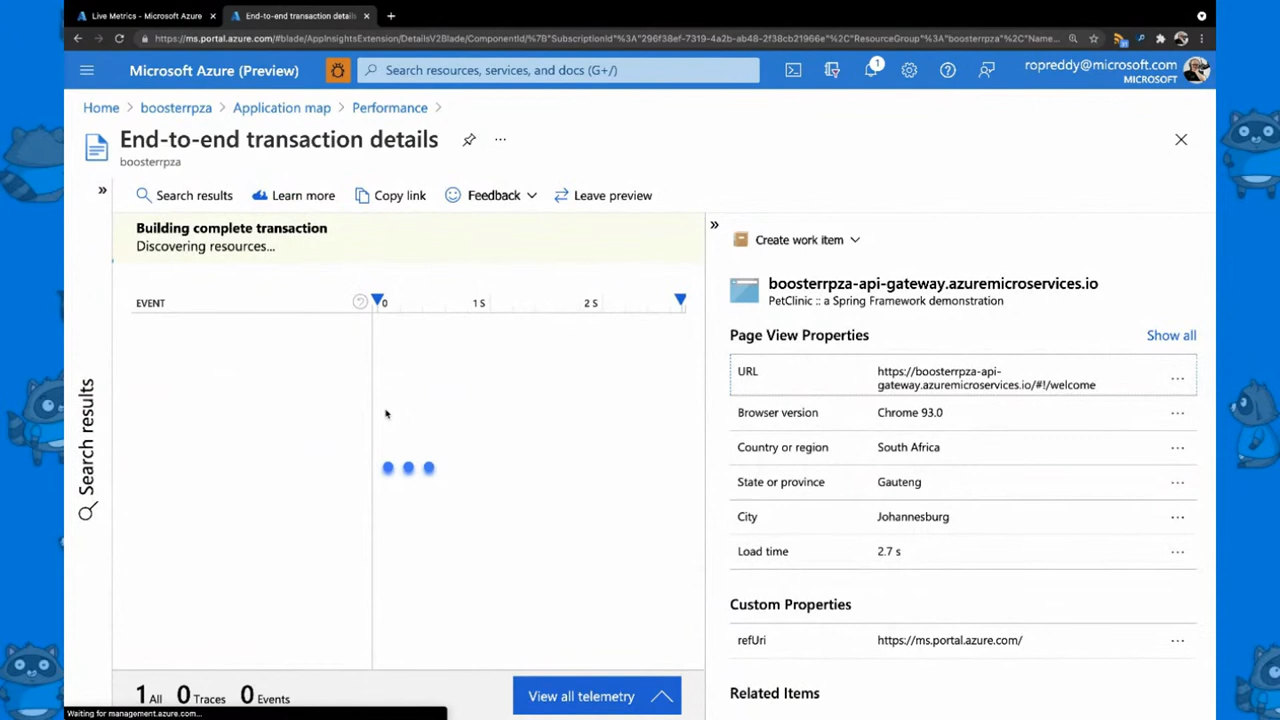 Live Metrics - Microsoft Azure
End-to-end transaction details
https://ms.portal.azure.com/#blade/AppInsightsExtension/DetailsV2Blade/ComponentId/%7B"SubscriptionId"%3A"296f38ef-7319-4a2b-ab48-2f38cb21966e"%2C"ResourceGroup"%3A"boosterrpza"%2C"Name...
Microsoft Azure (Preview)
Search resources, services, and docs (G+/)
1
ropreddy@microsoft.com
MICROSOFT
Home > boosterrpza > Application map > Performance >
End-to-end transaction details
boosterrpza
Search results
Learn more
Copy link
Feedback
Leave preview
Building complete transaction
Discovering resources...
EVENT
0
1 S
2 S
Search results
1 All
0 Traces
0 Events
View all telemetry
Waiting for management.azure.com...
Create work item
boosterrpza-api-gateway.azuremicroservices.io
PetClinic :: a Spring Framework demonstration
Page View Properties
Show all
URL
https://boosterrpza-api-
gateway.azuremicroservices.io/#!/welcome
Browser version
Chrome 93.0
Country or region
South Africa
State or province
Gauteng
City
Johannesburg
Load time
2.7 s
Custom Properties
refUri
https://ms.portal.azure.com/
Related Items